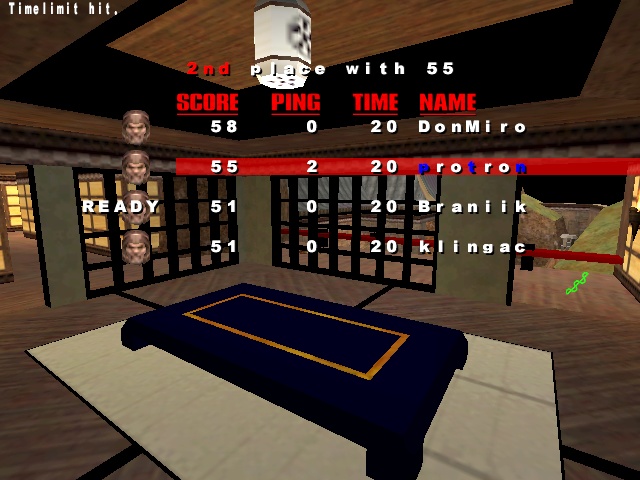 Timelimit hit.
2nd place with 55
SCORE PING TIME NAME
58 0 20 DonMiro
55 2 20 protron
READY 51 0 20 Braniik
51 0 20 klingac